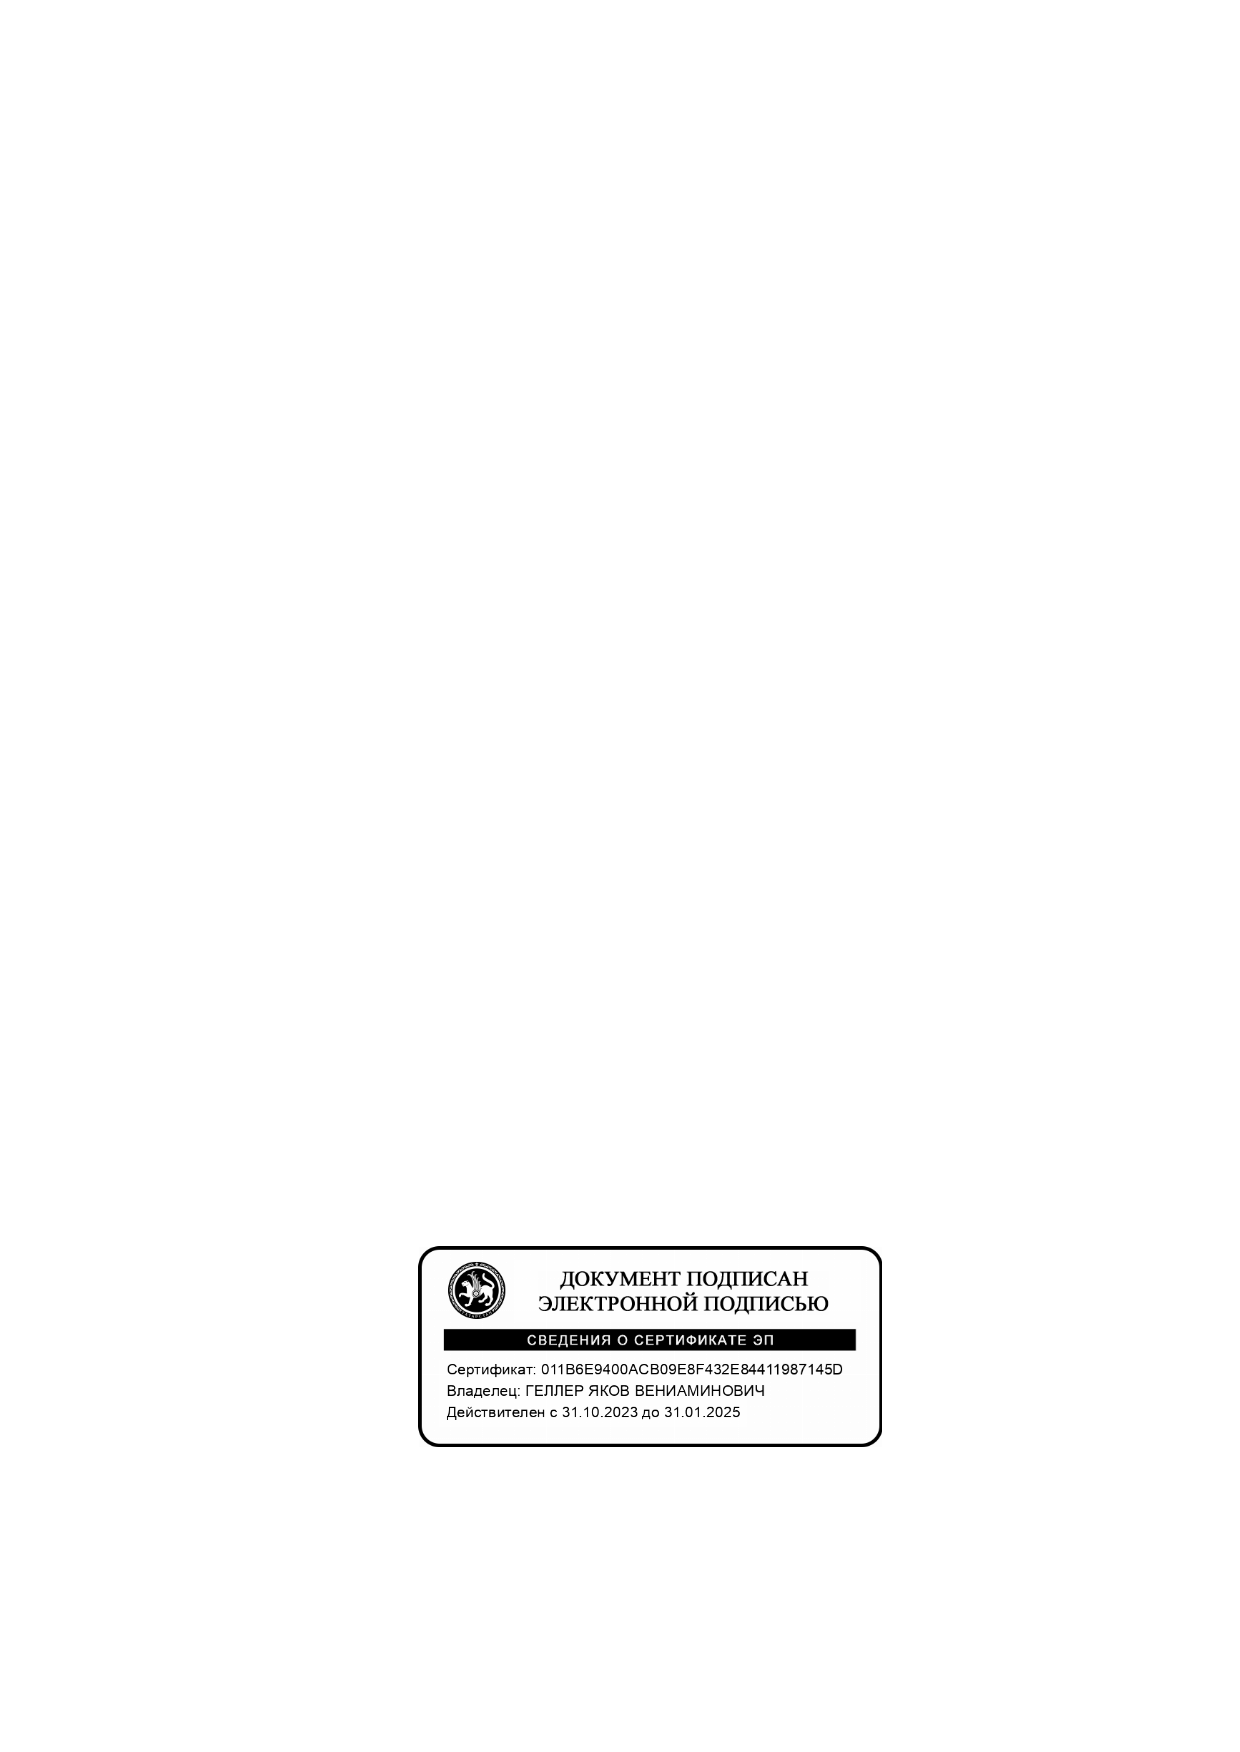 ДОКУМЕНТ ПОДПИСАН
ЭЛЕКТРОННОЙ ПОДПИСЬЮ
СВЕДЕНИЯ О СЕРТИФИКАТЕ ЭП
Сертификат: 011B6E9400ACB09E8F432E84411987145D
Владелец: ГЕЛЛЕР ЯКОВ ВЕНИАМИНОВИЧ
Действителен с 31.10.2023 до 31.01.2025